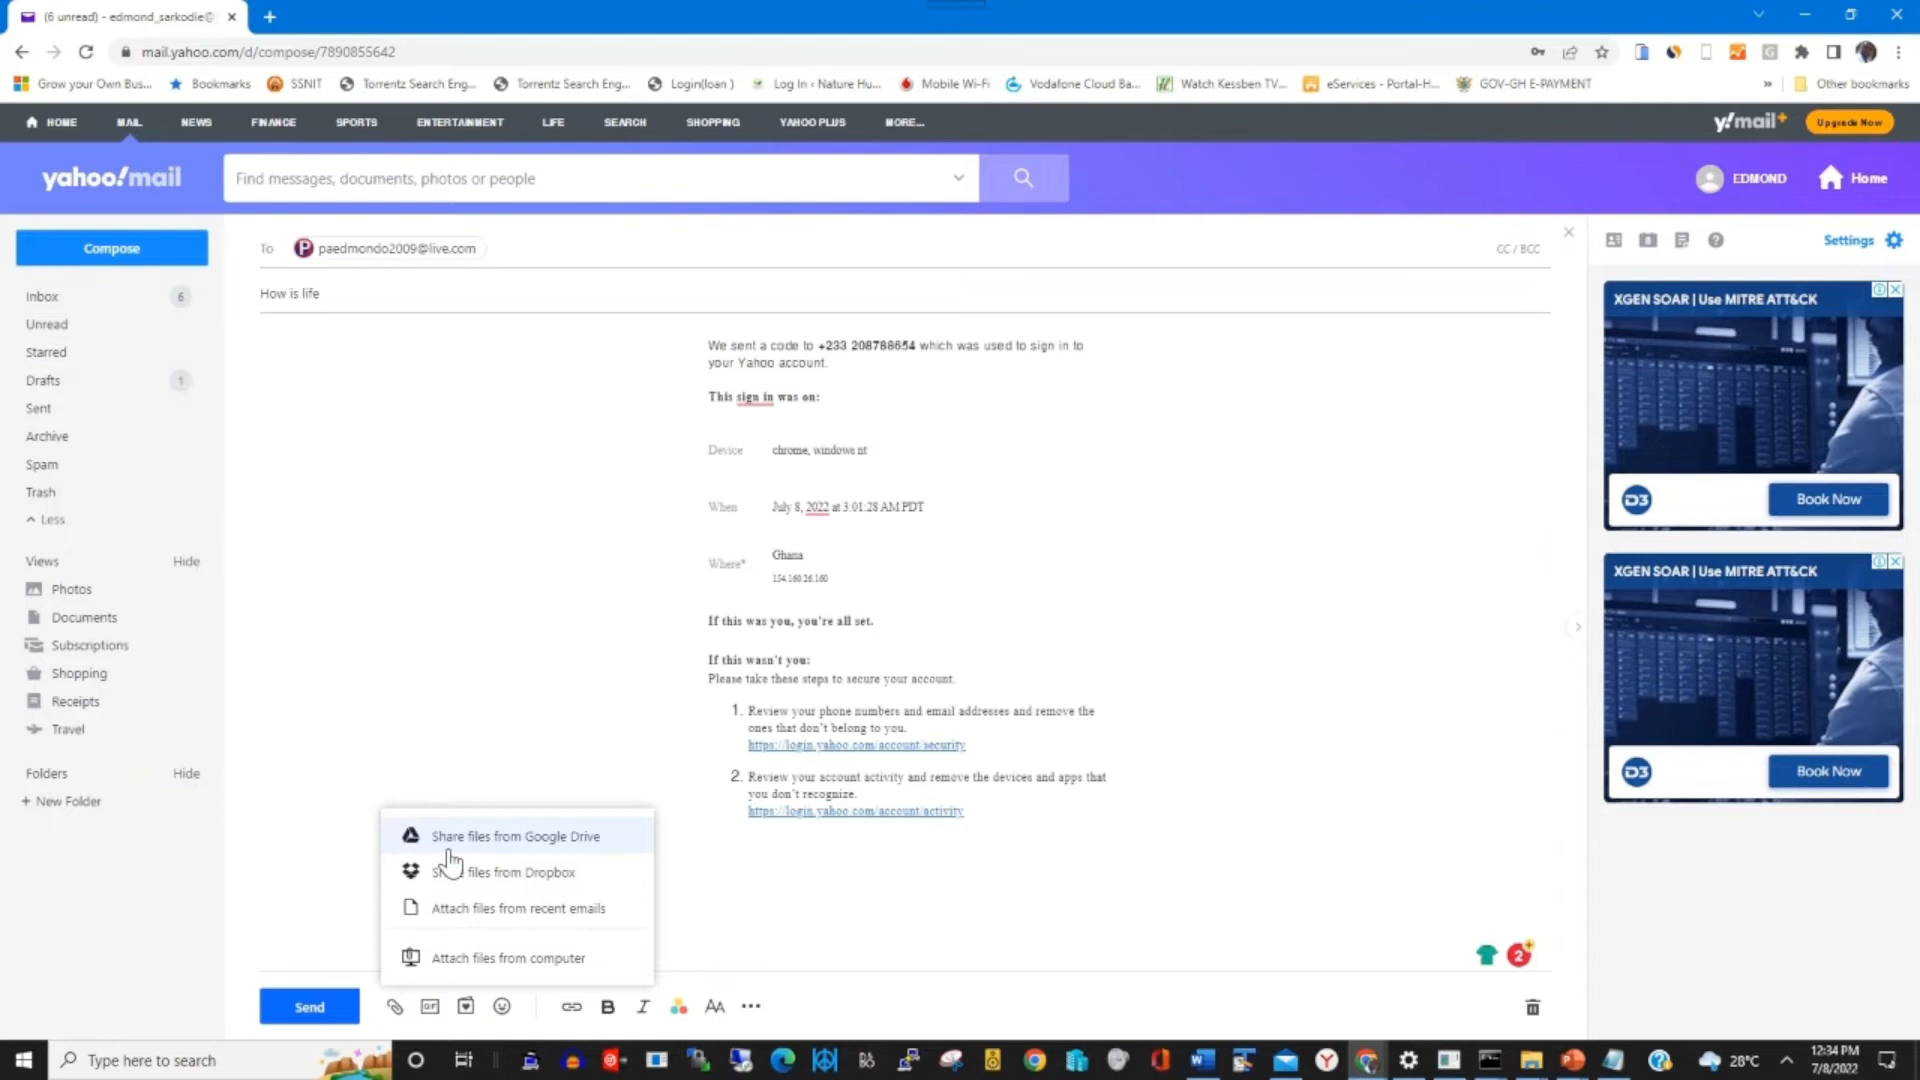 (6 unread) - edmond_sarkodie@
mail.yahoo.com/d/compose/7890855642
Grow your Own Bus... Bookmarks SSNIT Torrentz Search Eng... Torrentz Search Eng... Login(loan ) Log In ‹ Nature Hu... Mobile Wi-Fi Vodafone Cloud Ba... Watch Kessben TV... eServices - Portal-H... GOV-GH E-PAYMENT » Other bookmarks
HOME MAIL NEWS FINANCE SPORTS ENTERTAINMENT LIFE SEARCH SHOPPING YAHOO PLUS MORE... y!mail+ Upgrade Now
yahoo!mail Find messages, documents, photos or people EDMOND Home
Compose
Inbox 6
Unread
Starred
Drafts 1
Sent
Archive
Spam
Trash
Less
Views Hide
Photos
Documents
Subscriptions
Shopping
Receipts
Travel
Folders Hide
+ New Folder
To P paedmondo2009@live.com CC / BCC
How is life
We sent a code to +233 208788654 which was used to sign in to
your Yahoo account.
This sign in was on:
Device chrome, windows nt
When July 8, 2022 at 3:01:28 AM PDT
Where* Ghana
154.160.26.160
If this was you, you're all set.
If this wasn't you:
Please take these steps to secure your account.
1. Review your phone numbers and email addresses and remove the
ones that don't belong to you.
https://login.yahoo.com/account/security
2. Review your account activity and remove the devices and apps that
you don't recognize.
https://login.yahoo.com/account/activity
Share files from Google Drive
files from Dropbox
Attach files from recent emails
Attach files from computer
2
Send GIF B I AA
Settings
XGEN SOAR | Use MITRE ATT&CK
D3 Book Now
XGEN SOAR | Use MITRE ATT&CK
D3 Book Now
Type here to search
28°C
12:34 PM
7/8/2022